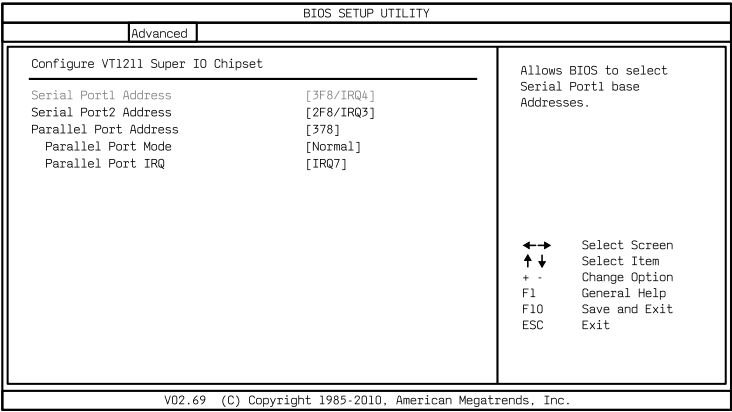 BIOS SETUP UTILITY
Advanced
Configure VT1211 Super IO Chipset
Serial Port1 Address [3F8/IRQ4]
Serial Port2 Address [2F8/IRQ3]
Parallel Port Address [378]
Parallel Port Mode [Normal]
Parallel Port IRQ [IRQ7]
Allows BIOS to select
Serial Port1 base
Addresses.
←→ Select Screen
↑↓ Select Item
+ - Change Option
F1 General Help
F10 Save and Exit
ESC Exit
V02.69 (C) Copyright 1985-2010, American Megatrends, Inc.